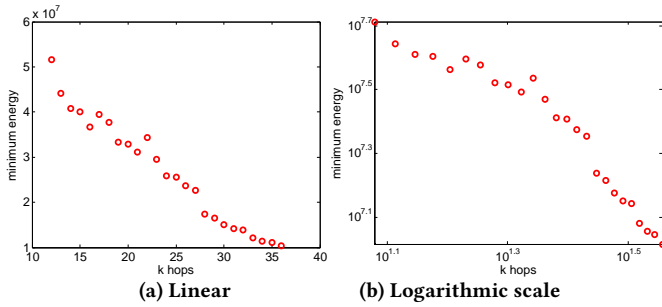 x 10^7
6
5
4
3
2
1
10 15 20 25 30 35 40
minimum energy
k hops
(a) Linear
10^7.7
10^7.5
10^7.3
10^7.1
10^1.1 10^1.3 10^1.5
minimum energy
k hops
(b) Logarithmic scale